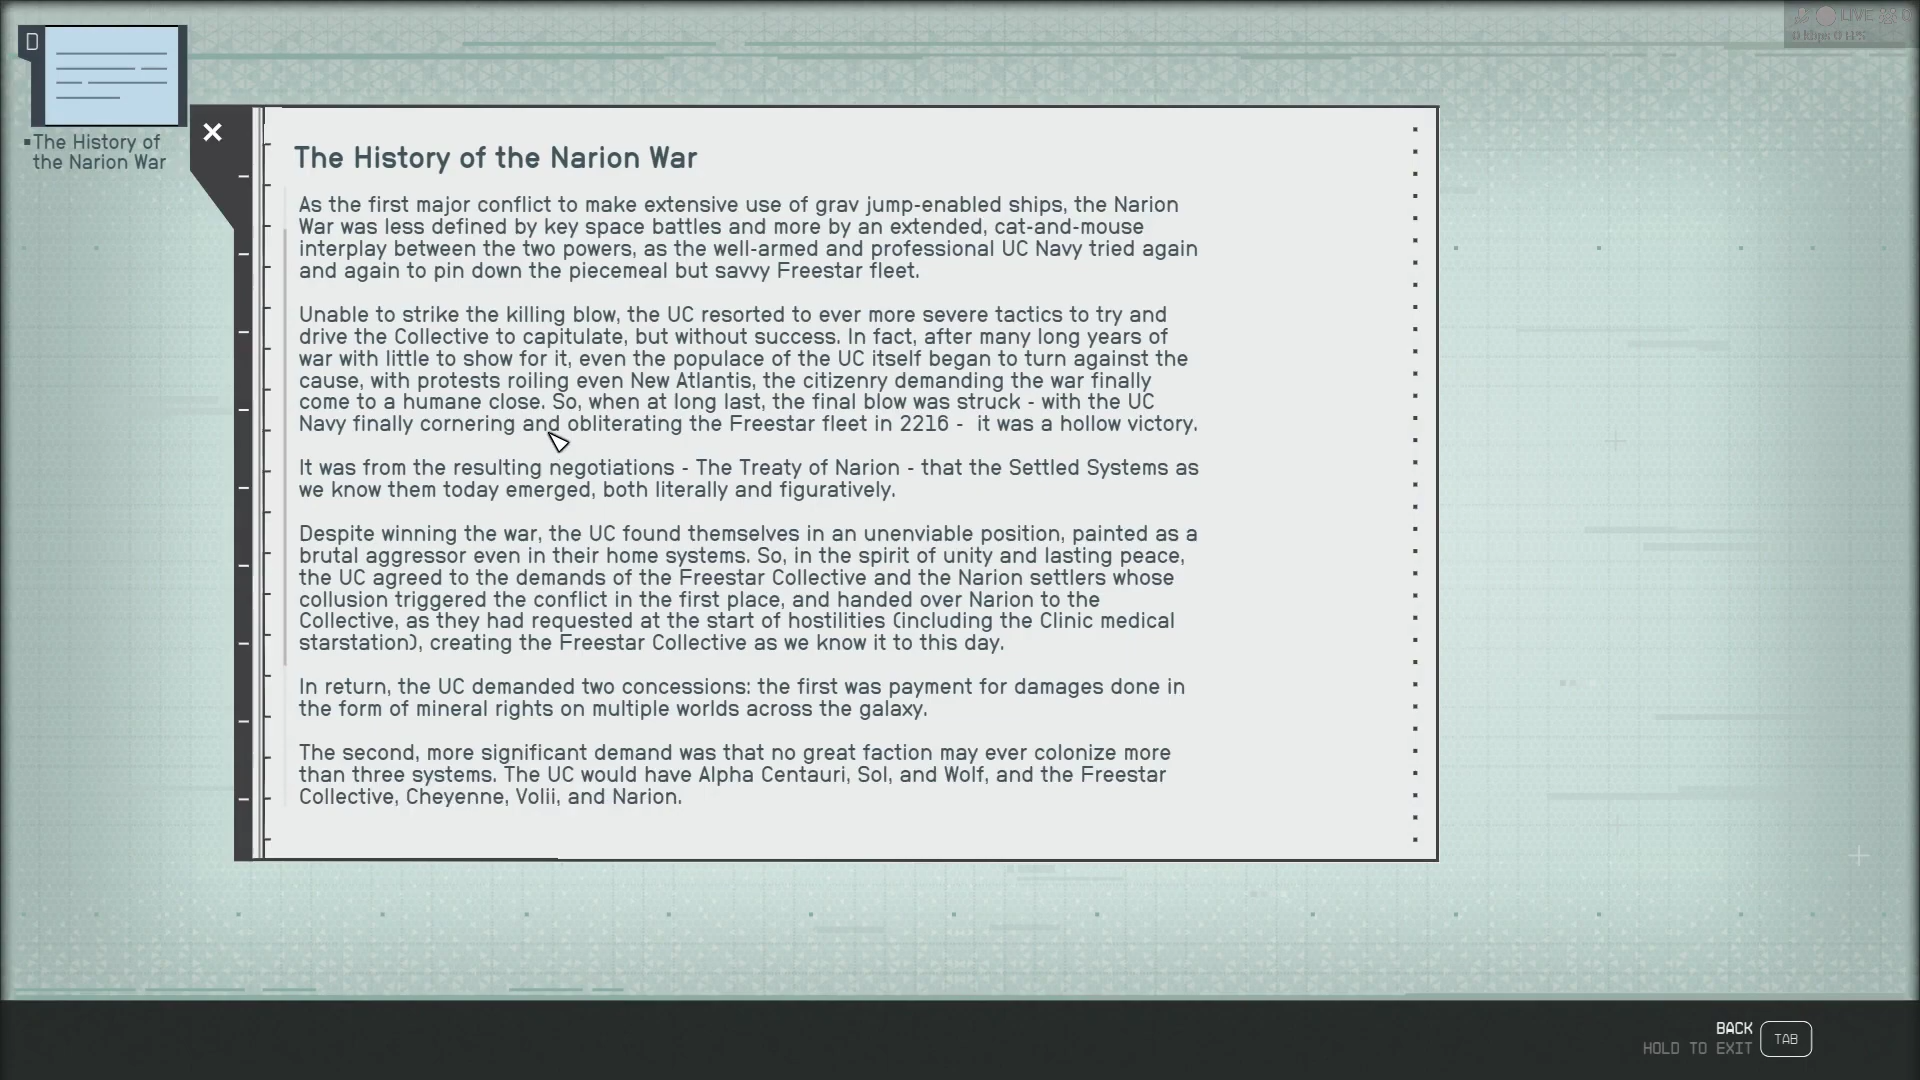 LIVE
0 kbps 0 FPS
D
The History of
the Narion War
The History of the Narion War
As the first major conflict to make extensive use of grav jump-enabled ships, the Narion
War was less defined by key space battles and more by an extended, cat-and-mouse
interplay between the two powers, as the well-armed and professional UC Navy tried again
and again to pin down the piecemeal but savvy Freestar fleet.
Unable to strike the killing blow, the UC resorted to ever more severe tactics to try and
drive the Collective to capitulate, but without success. In fact, after many long years of
war with little to show for it, even the populace of the UC itself began to turn against the
cause, with protests roiling even New Atlantis, the citizenry demanding the war finally
come to a humane close. So, when at long last, the final blow was struck - with the UC
Navy finally cornering and obliterating the Freestar fleet in 2216 -  it was a hollow victory.
It was from the resulting negotiations - The Treaty of Narion - that the Settled Systems as
we know them today emerged, both literally and figuratively.
Despite winning the war, the UC found themselves in an unenviable position, painted as a
brutal aggressor even in their home systems. So, in the spirit of unity and lasting peace,
the UC agreed to the demands of the Freestar Collective and the Narion settlers whose
collusion triggered the conflict in the first place, and handed over Narion to the
Collective, as they had requested at the start of hostilities (including the Clinic medical
starstation), creating the Freestar Collective as we know it to this day.
In return, the UC demanded two concessions: the first was payment for damages done in
the form of mineral rights on multiple worlds across the galaxy.
The second, more significant demand was that no great faction may ever colonize more
than three systems. The UC would have Alpha Centauri, Sol, and Wolf, and the Freestar
Collective, Cheyenne, Volii, and Narion.
BACK
HOLD TO EXIT
TAB